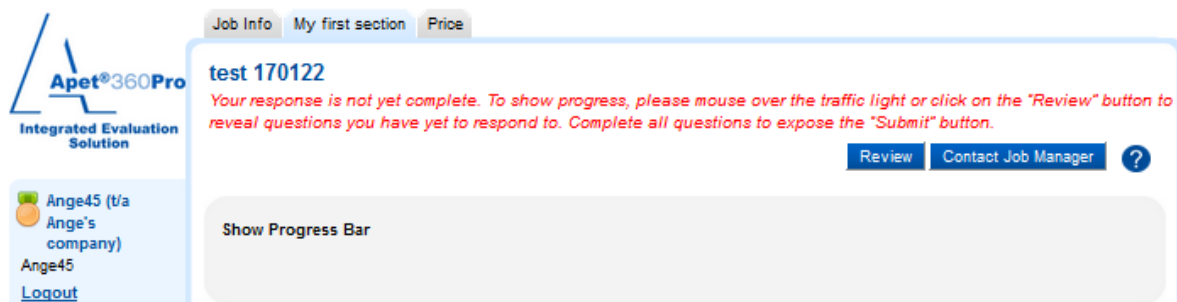 Job Info My first section Price
Apet®360Pro
Integrated Evaluation
Solution
test 170122
Your response is not yet complete. To show progress, please mouse over the traffic light or click on the "Review" button to
reveal questions you have yet to respond to. Complete all questions to expose the "Submit" button.
Review Contact Job Manager ?
Ange45 (t/a
Ange's
company)
Ange45
Logout
Show Progress Bar